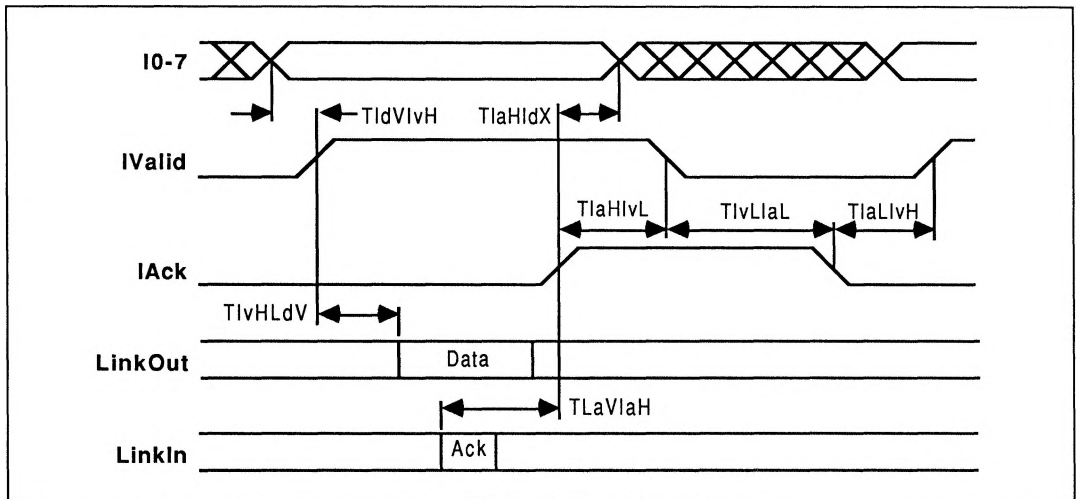 I0-7
TIdVIvH
TIaHIdX
IValid
TIaHIvL
TIvLIaL
TIaLIvH
IAck
TIvHLdV
LinkOut
Data
TLaVIaH
LinkIn
Ack